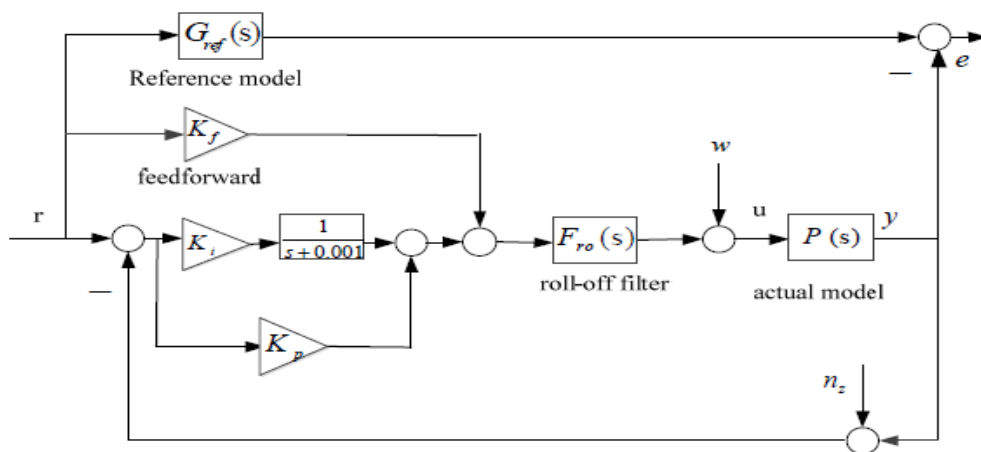 G_ref (s)
Reference model
e
K_f
feedforward
w
r
K_i
1
s+0.001
F_ro (s)
u
P (s)
y
roll-off filter
actual model
K_p
n_z